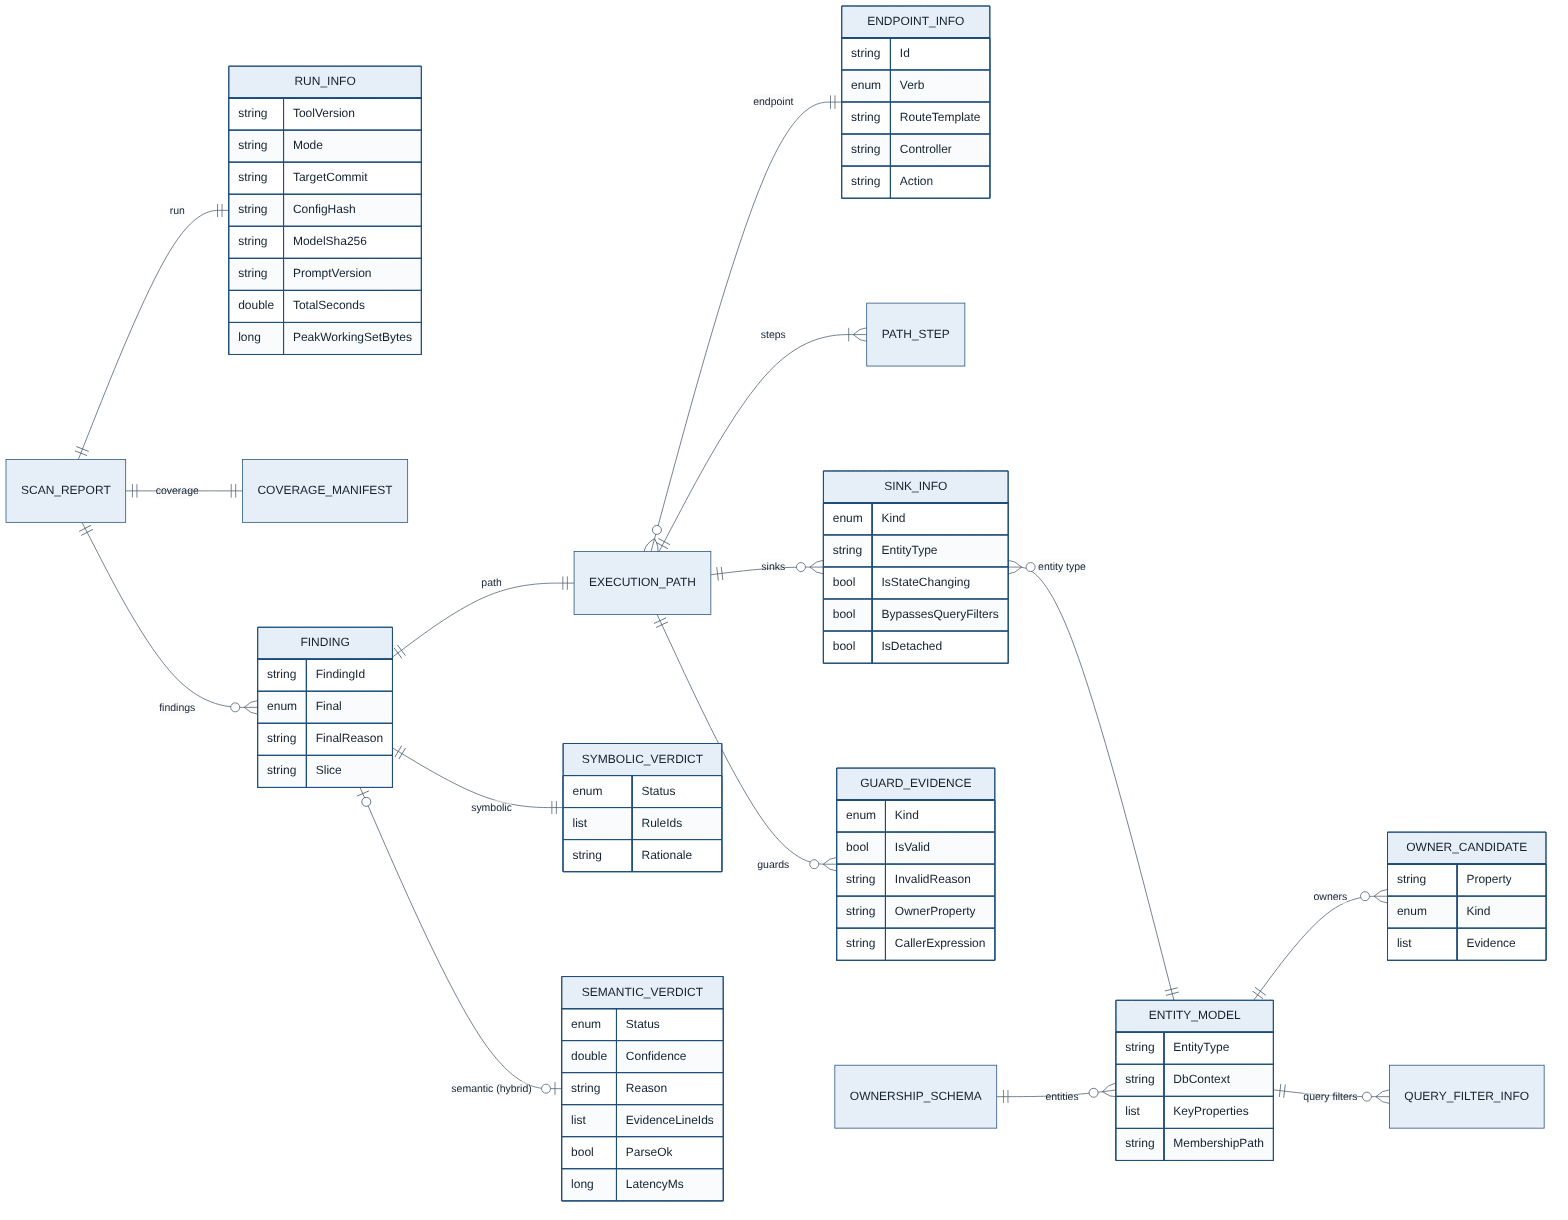 ENDPOINT_INFO
string Id
enum Verb
string RouteTemplate
string Controller
string Action
RUN_INFO
string ToolVersion
string Mode
string TargetCommit
string ConfigHash
string ModelSha256
string PromptVersion
double TotalSeconds
long PeakWorkingSetBytes
endpoint
run
steps
PATH_STEP
SCAN_REPORT
coverage
COVERAGE_MANIFEST
SINK_INFO
enum Kind
string EntityType
bool IsStateChanging
bool BypassesQueryFilters
bool IsDetached
path
EXECUTION_PATH
sinks
entity type
FINDING
string FindingId
enum Final
string FinalReason
string Slice
findings
SYMBOLIC_VERDICT
enum Status
list RuleIds
string Rationale
symbolic
GUARD_EVIDENCE
enum Kind
bool IsValid
string InvalidReason
string OwnerProperty
string CallerExpression
guards
OWNER_CANDIDATE
string Property
enum Kind
list Evidence
owners
SEMANTIC_VERDICT
enum Status
double Confidence
string Reason
list EvidenceLineIds
bool ParseOk
long LatencyMs
semantic (hybrid)
ENTITY_MODEL
string EntityType
string DbContext
list KeyProperties
string MembershipPath
OWNERSHIP_SCHEMA
entities
query filters
QUERY_FILTER_INFO